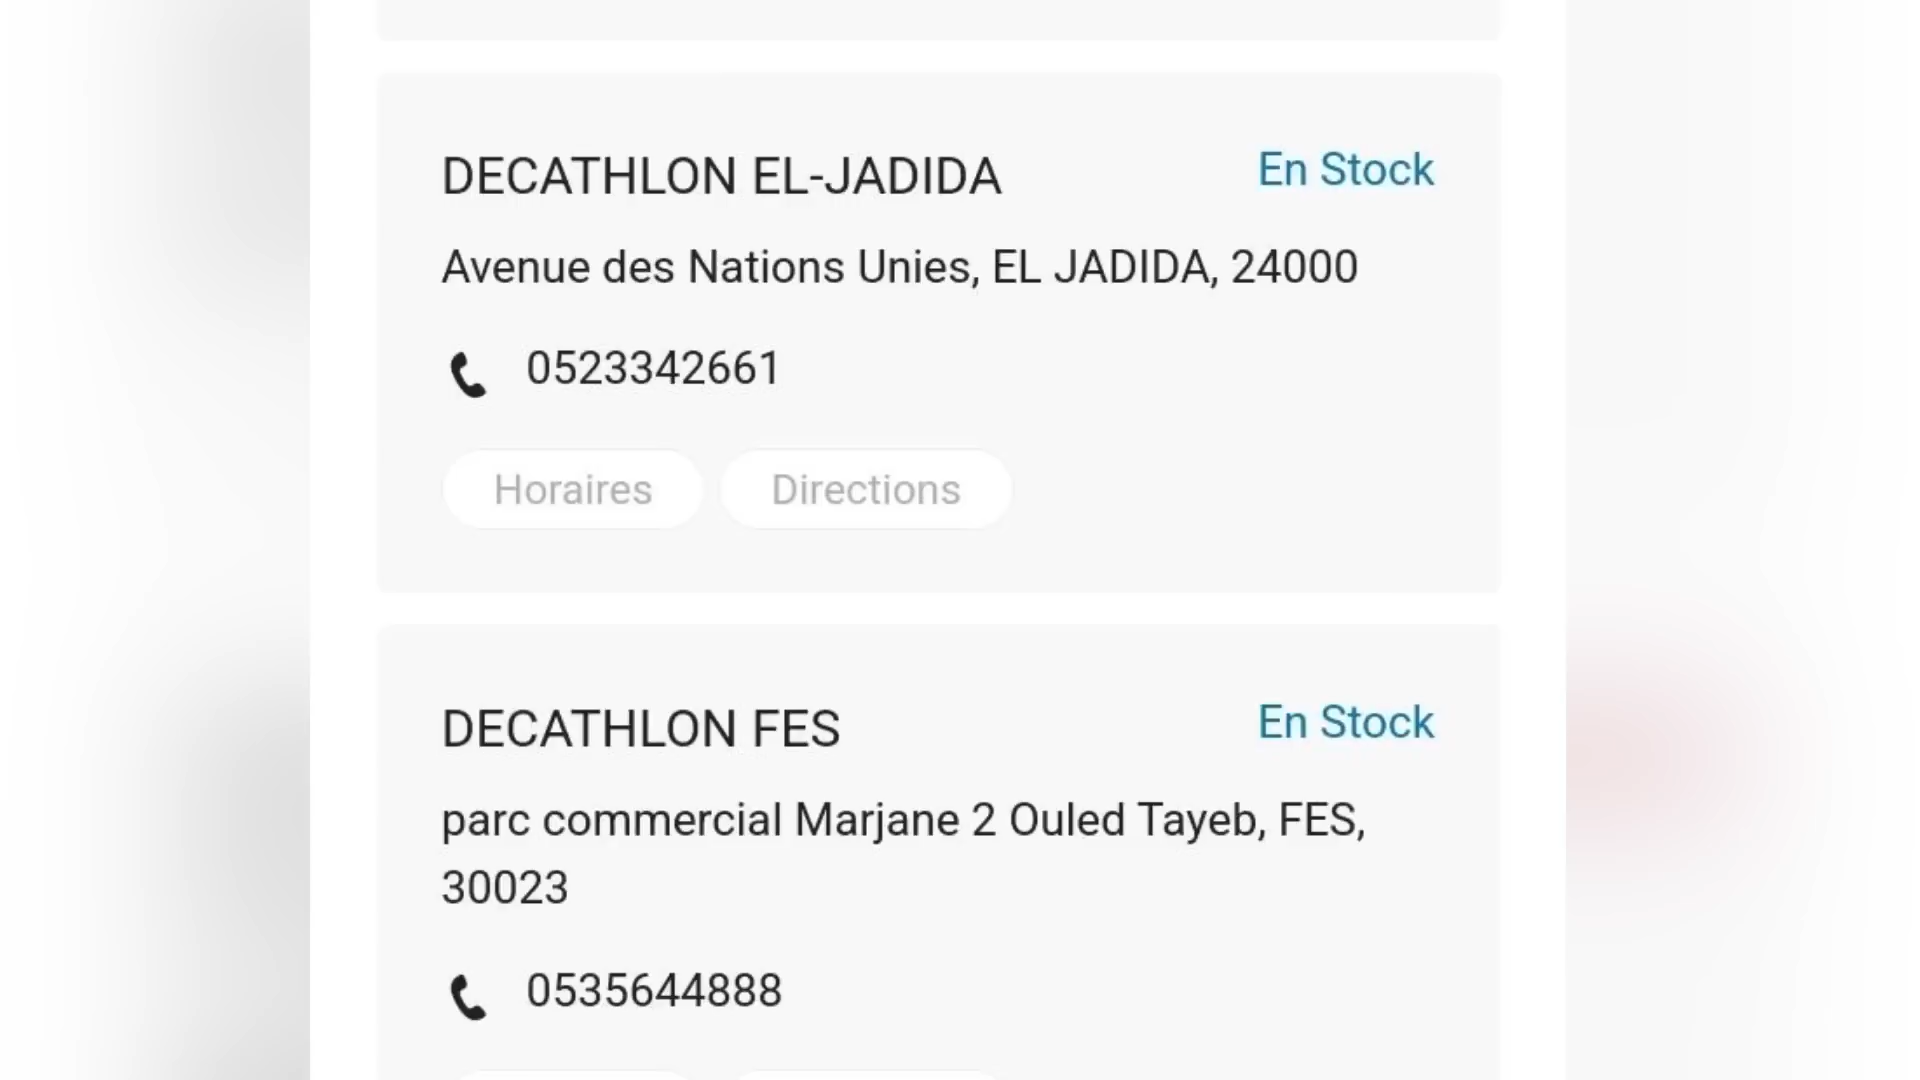 DECATHLON EL-JADIDA
En Stock
Avenue des Nations Unies, EL JADIDA, 24000
0523342661
Horaires
Directions
DECATHLON FES
En Stock
parc commercial Marjane 2 Ouled Tayeb, FES,
30023
0535644888